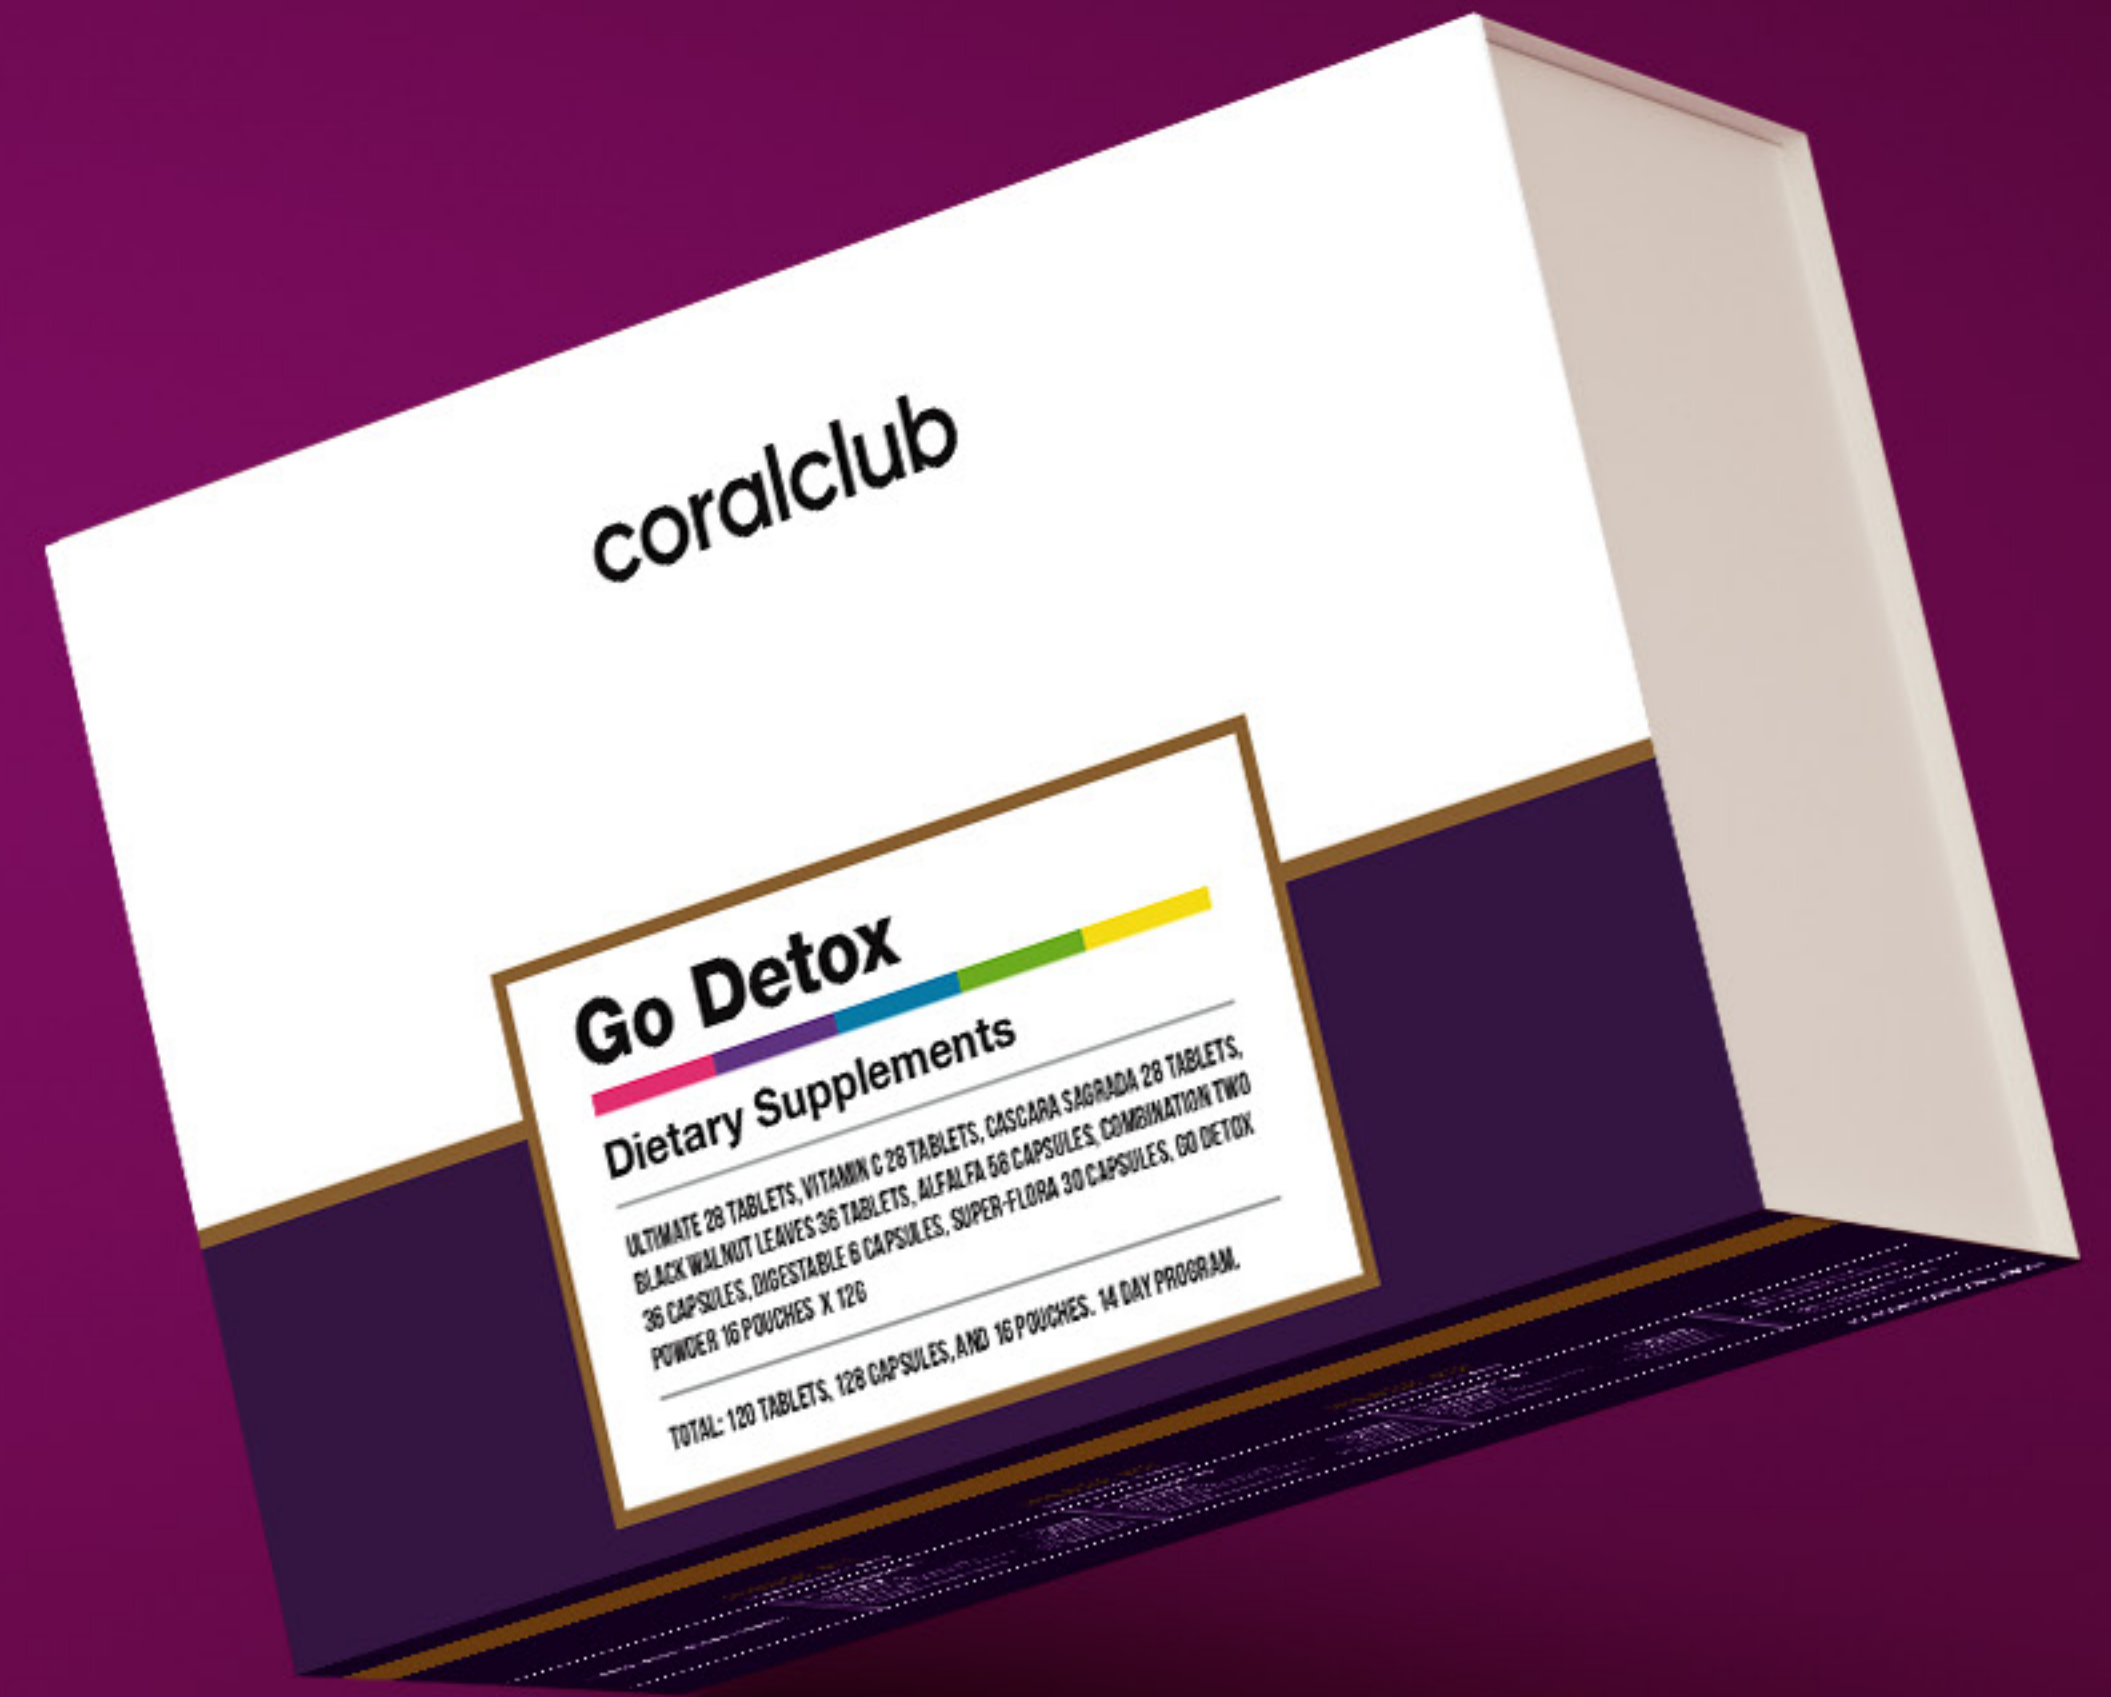 coralclub
Go Detox
Dietary Supplements
ULTIMATE 28 TABLETS, VITAMIN C 28 TABLETS, CASCARA SAGRADA 28 TABLETS,
BLACK WALNUT LEAVES 36 TABLETS, ALFALFA 56 CAPSULES, COMBINATION TWO
36 CAPSULES, DIGESTABLE 6 CAPSULES, SUPER-FLORA 30 CAPSULES, GO DETOX
POWDER 16 POUCHES X 12G
TOTAL: 120 TABLETS, 128 CAPSULES, AND 16 POUCHES. 14 DAY PROGRAM.